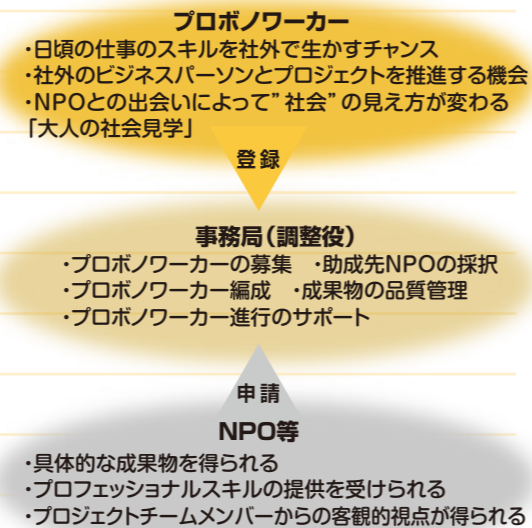 プロボノワーカー
・日頃の仕事のスキルを社外で生かすチャンス
・社外のビジネスパーソンとプロジェクトを推進する機会
・NPOとの出会いによって”社会”の見え方が変わる
「大人の社会見学」
登録
事務局(調整役)
・プロボノワーカーの募集 ・助成先NPOの採択
・プロボノワーカー編成 ・成果物の品質管理
・プロボノワーカー進行のサポート
申請
NPO等
・具体的な成果物を得られる
・プロフェッショナルスキルの提供を受けられる
・プロジェクトチームメンバーからの客観的視点が得られる